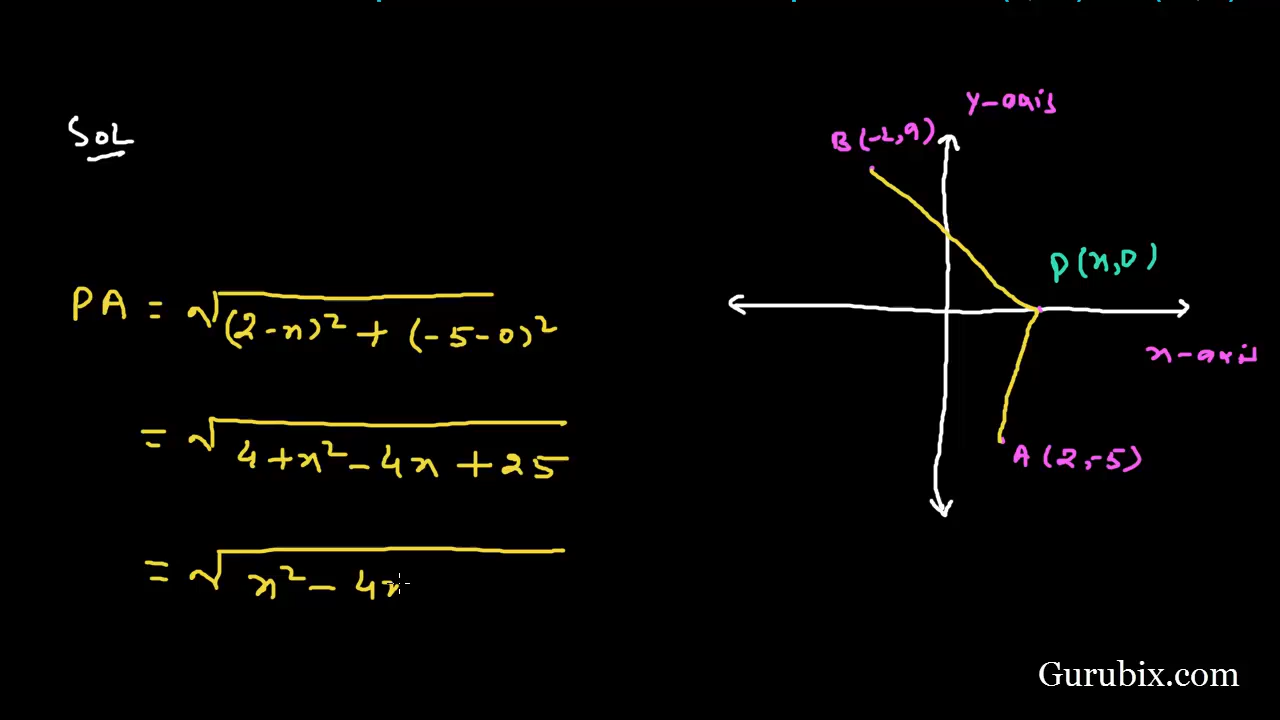 SOL
PA = √(2-x)² + (-5-0)²
= √4+x²-4x+25
= √x²-4x
Y-axis
B(-2,9)
P(x,0)
x-axis
A(2,-5)
Gurubix.com